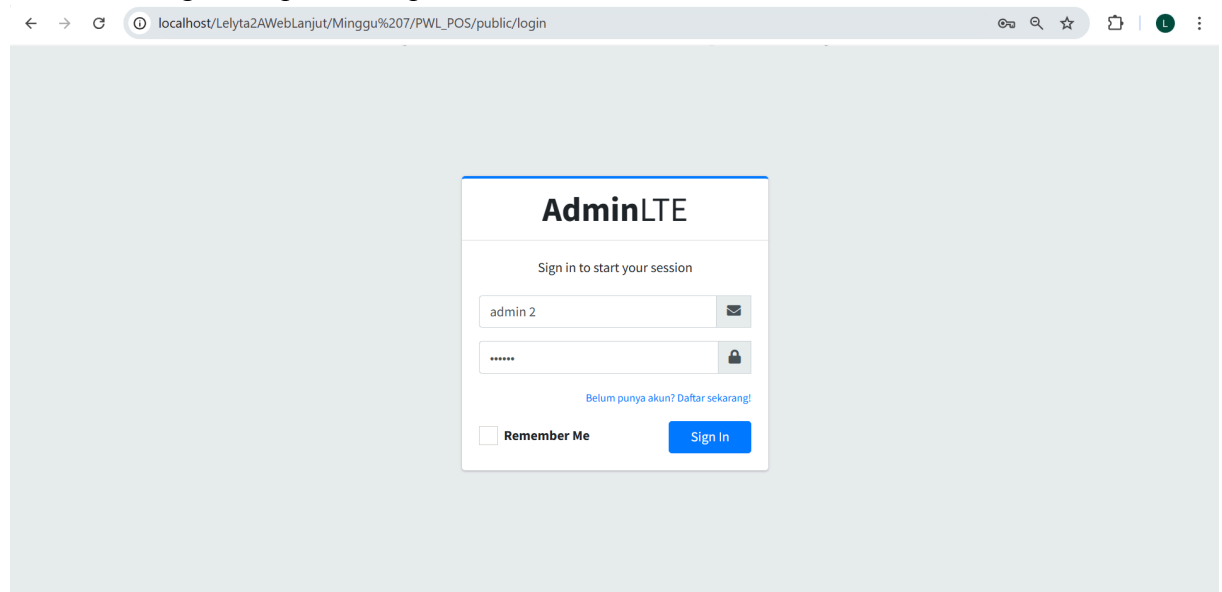 localhost/Lelyta2AWebLanjut/Minggu%207/PWL_POS/public/login
L
AdminLTE
Sign in to start your session
admin 2
••••••
Belum punya akun? Daftar sekarang!
Remember Me
Sign In